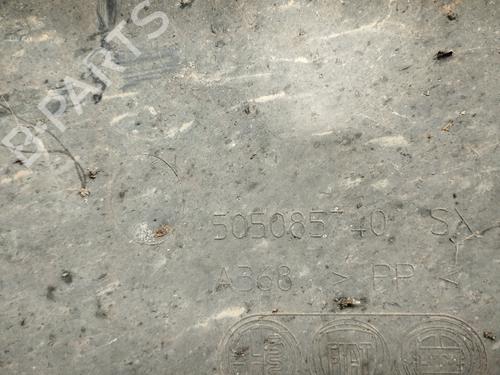 B-PARTS
505085740 SX
A368 > PP <
FIAT